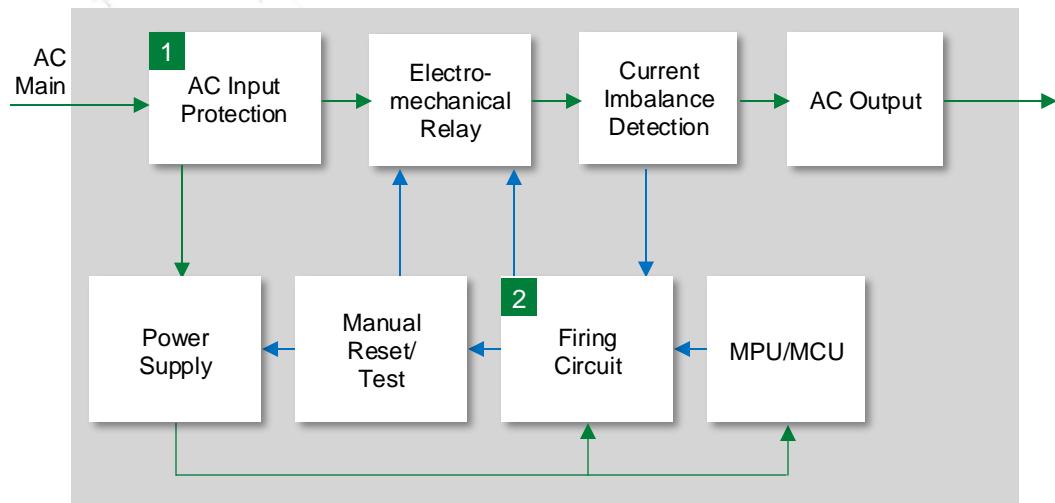 AC
Main
1
AC Input
Protection
Electro-
mechanical
Relay
Current
Imbalance
Detection
AC Output
Power
Supply
Manual
Reset/
Test
2
Firing
Circuit
MPU/MCU